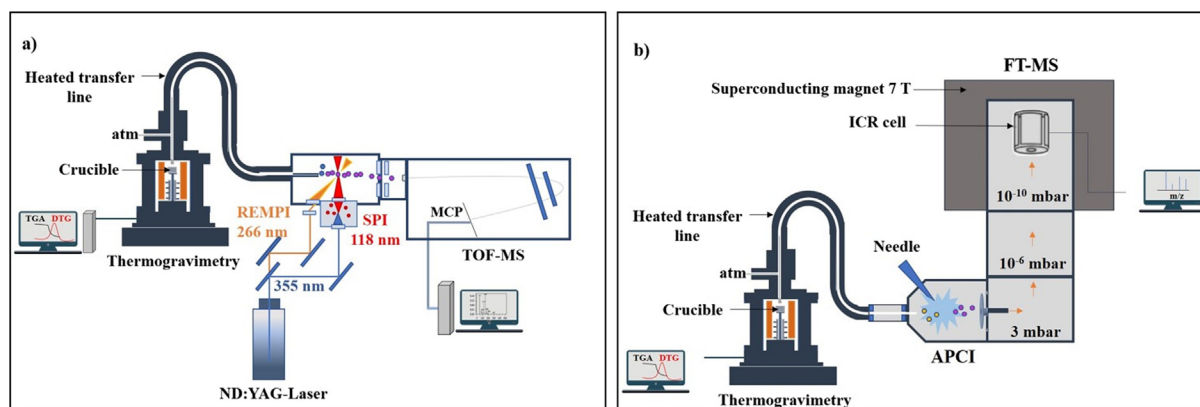 a)
Heated transfer
line
atm
Crucible
TGA DTG
Thermogravimetry
REMPI
266 nm
SPI
118 nm
355 nm
ND:YAG-Laser
MCP
TOF-MS
b)
FT-MS
Superconducting magnet 7 T
ICR cell
10⁻¹⁰ mbar
m/z
Heated transfer
line
Needle
10⁻⁶ mbar
atm
Crucible
3 mbar
APCI
TGA DTG
Thermogravimetry